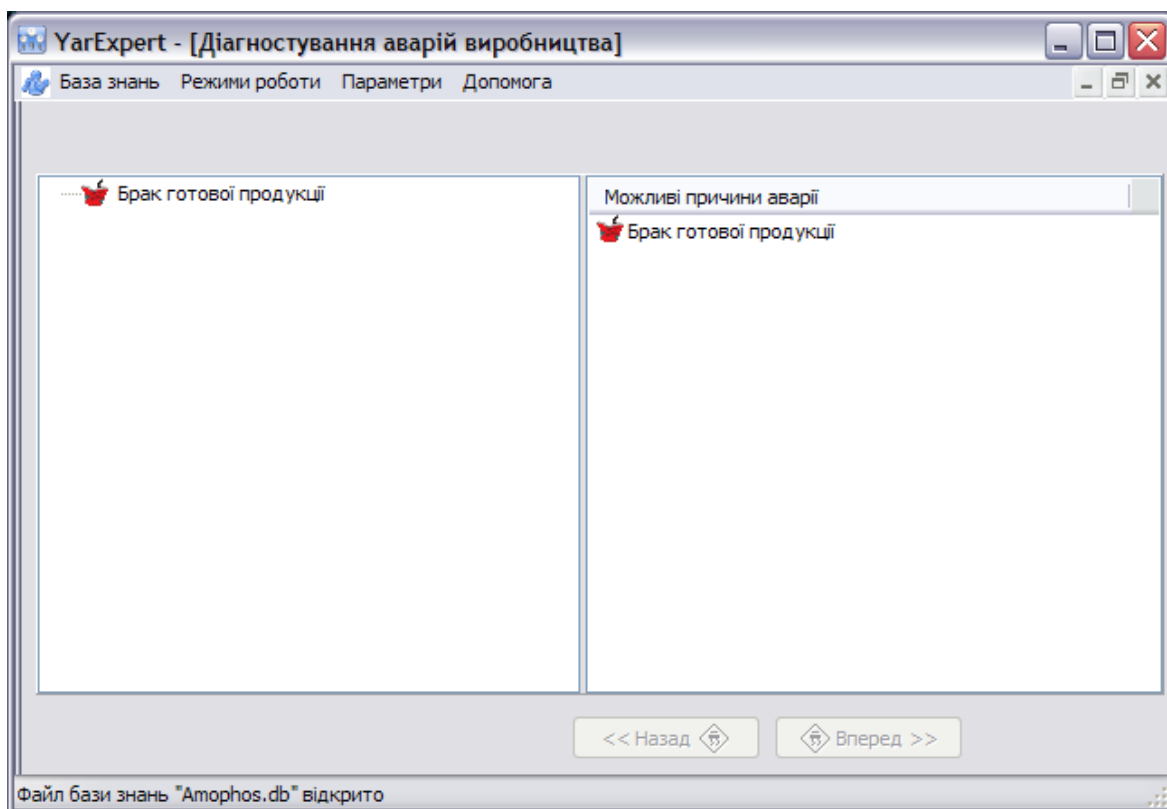 YarExpert - [Діагностування аварій виробництва]
База знань Режими роботи Параметри Допомога
Брак готової продукції
Можливі причини аварії
Брак готової продукції
<< Назад Вперед >>
Файл бази знань "Amophos.db" відкрито